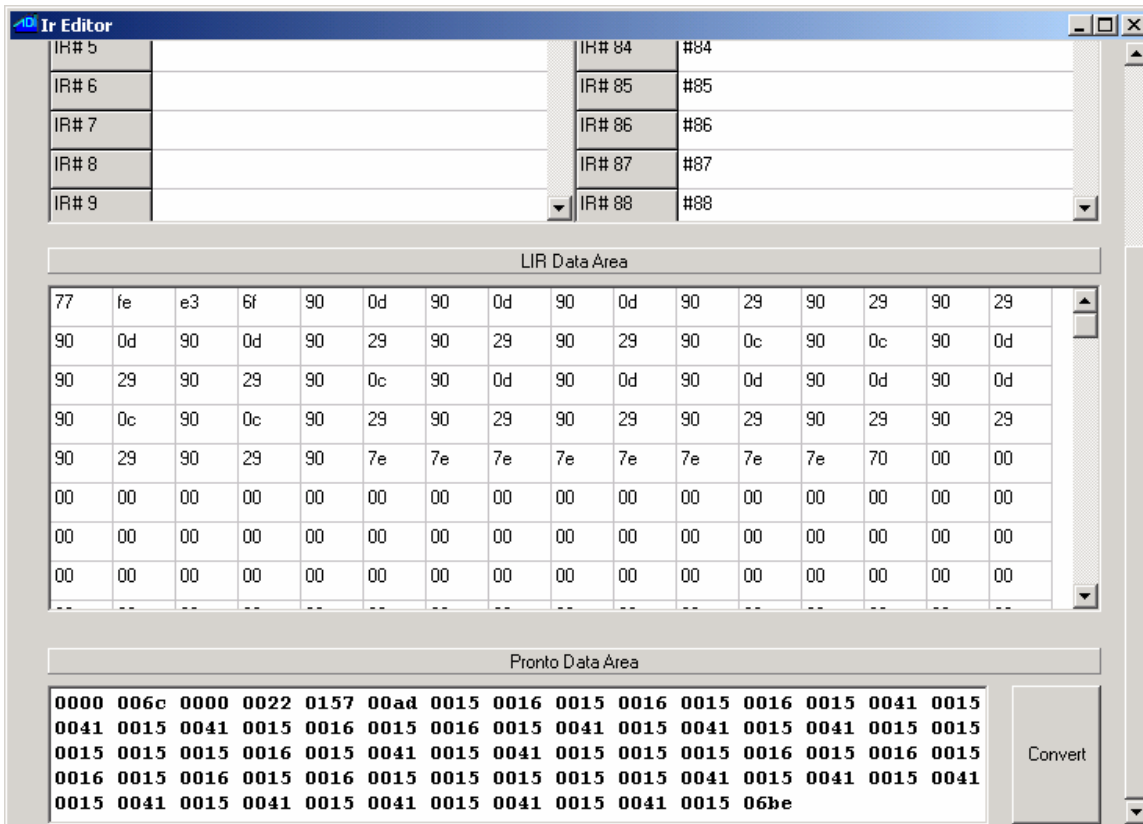 Ir Editor
IR# 5 IR# 84 #84
IR# 6 IR# 85 #85
IR# 7 IR# 86 #86
IR# 8 IR# 87 #87
IR# 9 IR# 88 #88
LIR Data Area
77 fe e3 6f 90 0d 90 0d 90 0d 90 29 90 29 90 29
90 0d 90 0d 90 29 90 29 90 29 90 0c 90 0c 90 0d
90 29 90 29 90 0c 90 0d 90 0d 90 0d 90 0d 90 0d
90 0c 90 0c 90 29 90 29 90 29 90 29 90 29 90 29
90 29 90 29 90 7e 7e 7e 7e 7e 7e 7e 7e 70 00 00
00 00 00 00 00 00 00 00 00 00 00 00 00 00 00 00
00 00 00 00 00 00 00 00 00 00 00 00 00 00 00 00
00 00 00 00 00 00 00 00 00 00 00 00 00 00 00 00
Pronto Data Area
0000 006c 0000 0022 0157 00ad 0015 0016 0015 0016 0015 0016 0015 0041 0015
0041 0015 0041 0015 0016 0015 0016 0015 0041 0015 0041 0015 0041 0015 0015
0015 0015 0015 0016 0015 0041 0015 0041 0015 0015 0015 0016 0015 0016 0015
0016 0015 0016 0015 0016 0015 0015 0015 0015 0015 0041 0015 0041 0015 0041
0015 0041 0015 0041 0015 0041 0015 0041 0015 0041 0015 06be
Convert